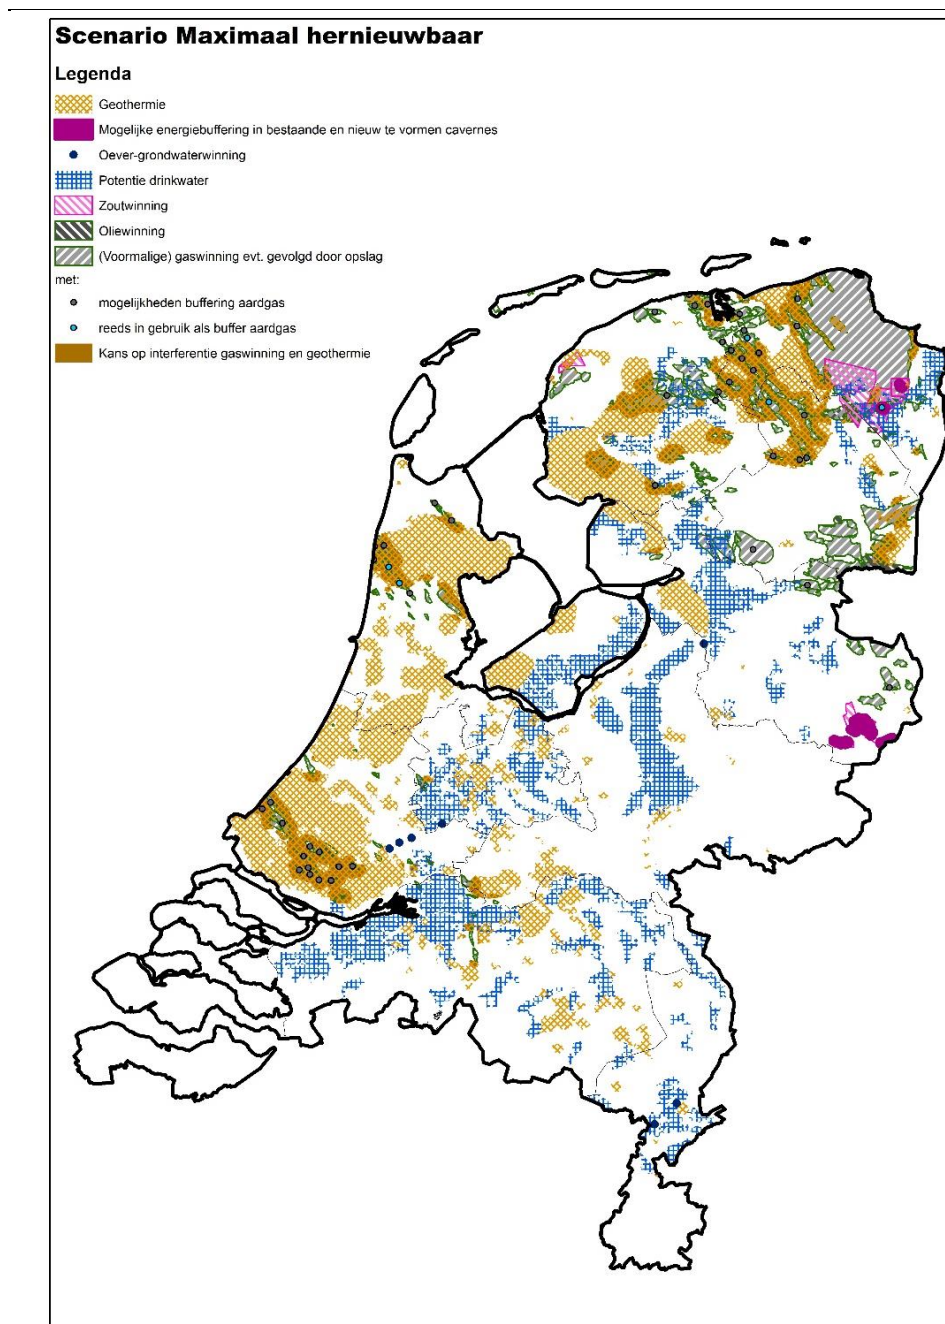 Scenario Maximaal hernieuwbaar
Legenda
Geothermie
Mogelijke energiebuffering in bestaande en nieuw te vormen cavernes
Oever-grondwaterwinning
Potentie drinkwater
Zoutwinning
Oliewinning
(Voormalige) gaswinning evt. gevolgd door opslag
met:
mogelijkheden buffering aardgas
reeds in gebruik als buffer aardgas
Kans op interferentie gaswinning en geothermie